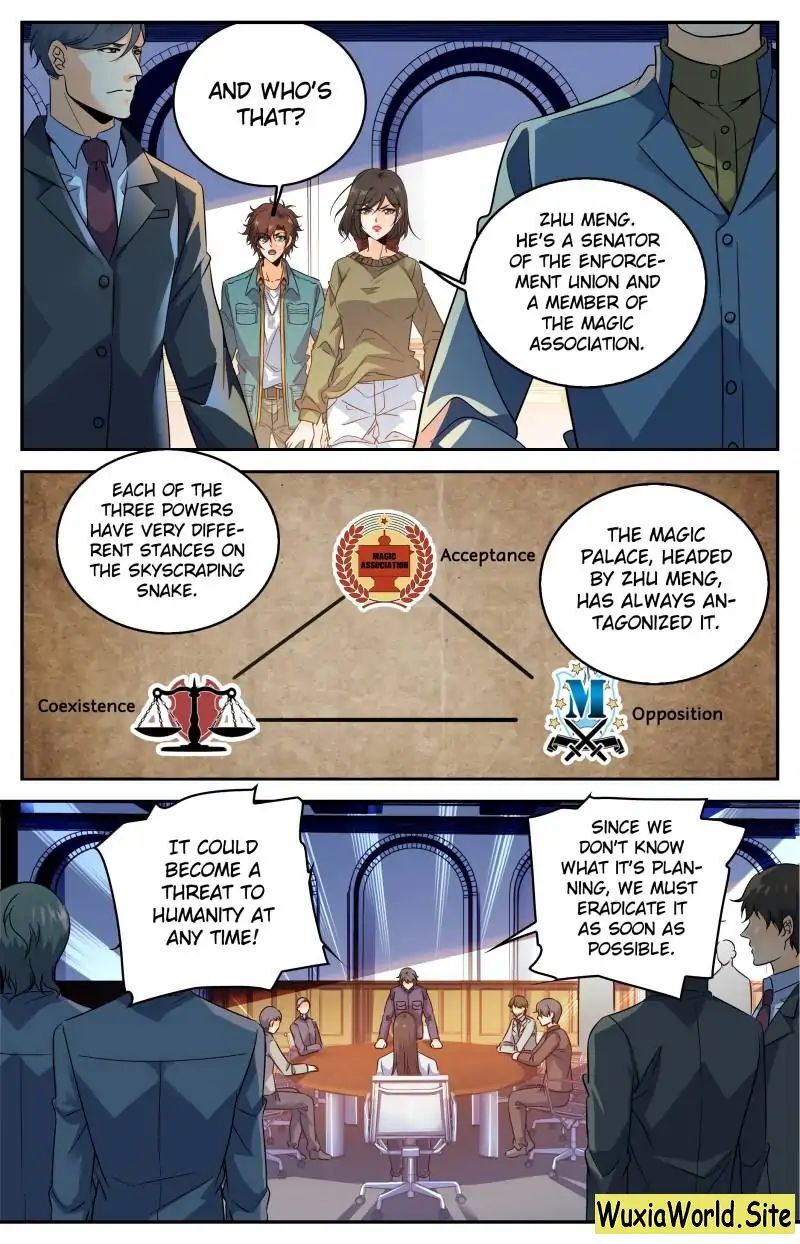 AND WHO'S
THAT?
ZHU MENG.
HE'S A SENATOR
OF THE ENFORCE-
MENT UNION AND
A MEMBER OF
THE MAGIC
ASSOCIATION.
EACH OF THE
THREE POWERS
HAVE VERY DIFFE-
RENT STANCES ON
THE SKYSCRAPING
SNAKE.
MAGIC
ASSOCIATION
Acceptance
THE MAGIC
PALACE, HEADED
BY ZHU MENG,
HAS ALWAYS AN-
TAGONIZED IT.
Coexistence
M
Opposition
IT COULD
BECOME A
THREAT TO
HUMANITY AT
ANY TIME!
SINCE WE
DON'T KNOW
WHAT IT'S PLAN-
NING, WE MUST
ERADICATE IT
AS SOON AS
POSSIBLE.
WuxiaWorld.Site